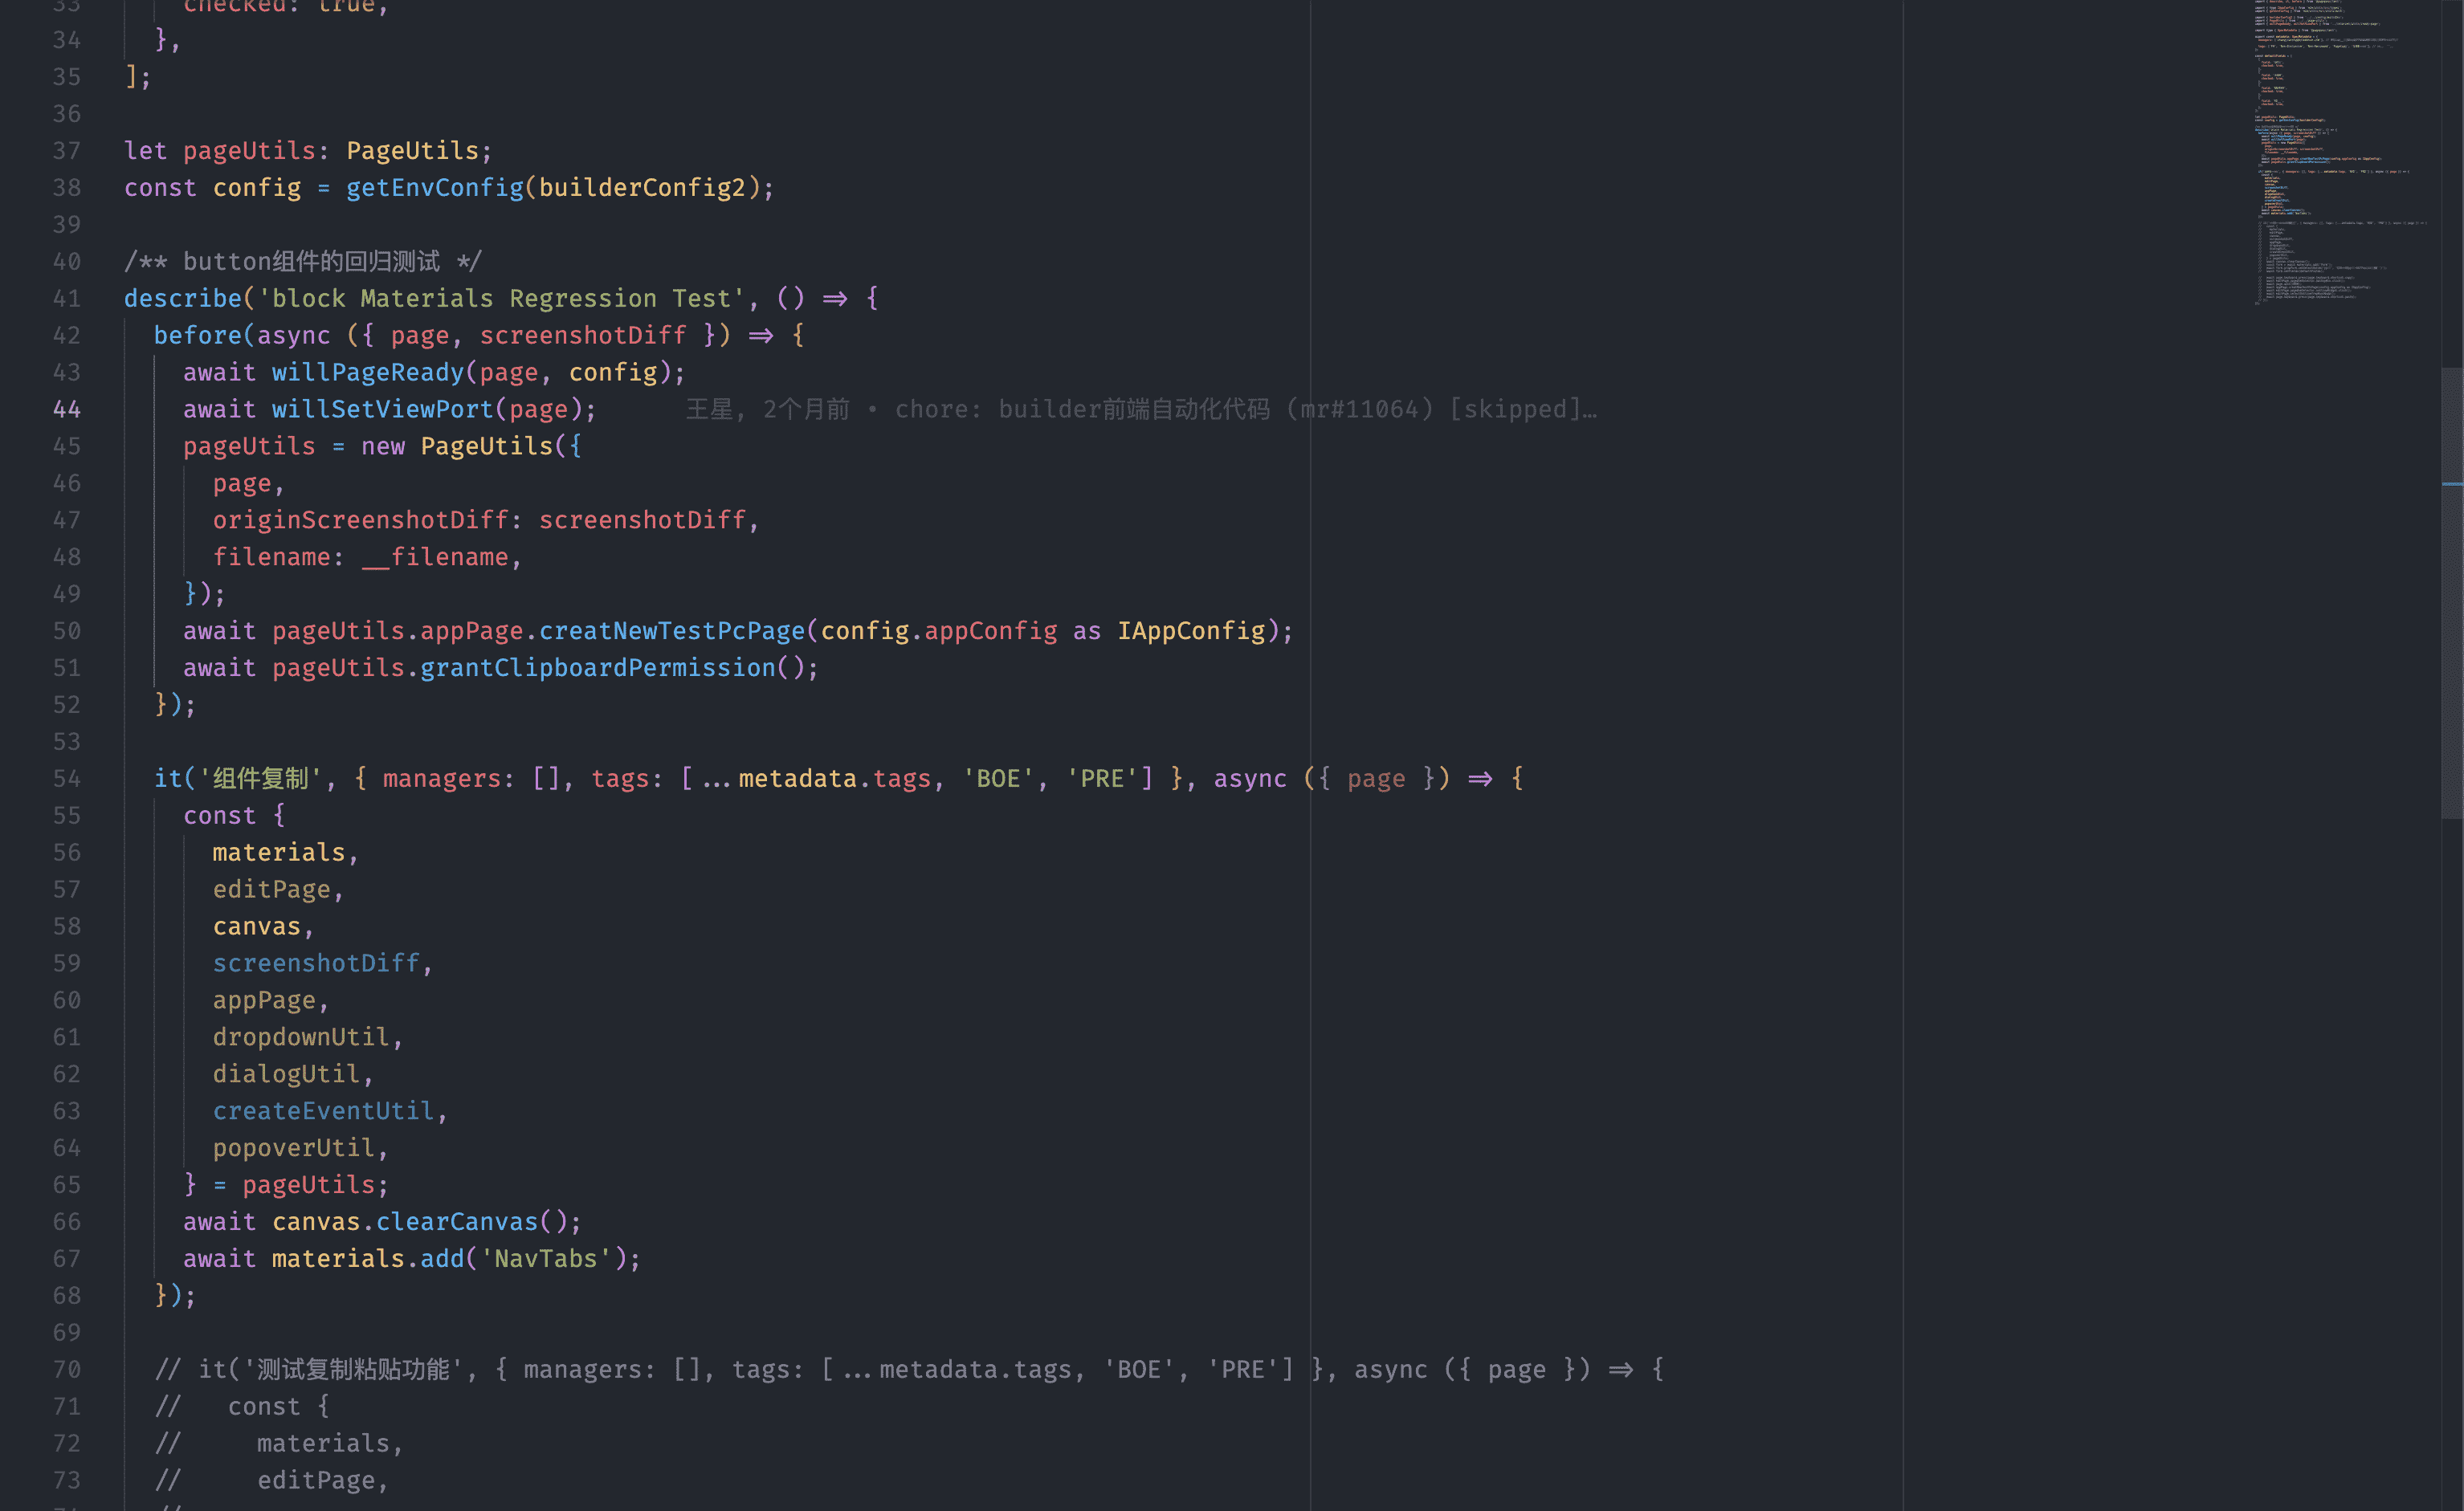 33 checked: true,
34 },
35 ];
36
37 let pageUtils: PageUtils;
38 const config = getEnvConfig(builderConfig2);
39
40 /** button组件的回归测试 */
41 describe('block Materials Regression Test', () => {
42 before(async ({ page, screenshotDiff }) => {
43 await willPageReady(page, config);
44 await willSetViewPort(page); 王星, 2个月前 • chore: builder前端自动化代码 (mr#11064) [skipped]…
45 pageUtils = new PageUtils({
46 page,
47 originScreenshotDiff: screenshotDiff,
48 filename: __filename,
49 });
50 await pageUtils.appPage.creatNewTestPcPage(config.appConfig as IAppConfig);
51 await pageUtils.grantClipboardPermission();
52 });
53
54 it('组件复制', { managers: [], tags: [...metadata.tags, 'BOE', 'PRE'] }, async ({ page }) => {
55 const {
56 materials,
57 editPage,
58 canvas,
59 screenshotDiff,
60 appPage,
61 dropdownUtil,
62 dialogUtil,
63 createEventUtil,
64 popoverUtil,
65 } = pageUtils;
66 await canvas.clearCanvas();
67 await materials.add('NavTabs');
68 });
69
70 // it('测试复制粘贴功能', { managers: [], tags: [...metadata.tags, 'BOE', 'PRE'] }, async ({ page }) => {
71 // const {
72 // materials,
73 // editPage,